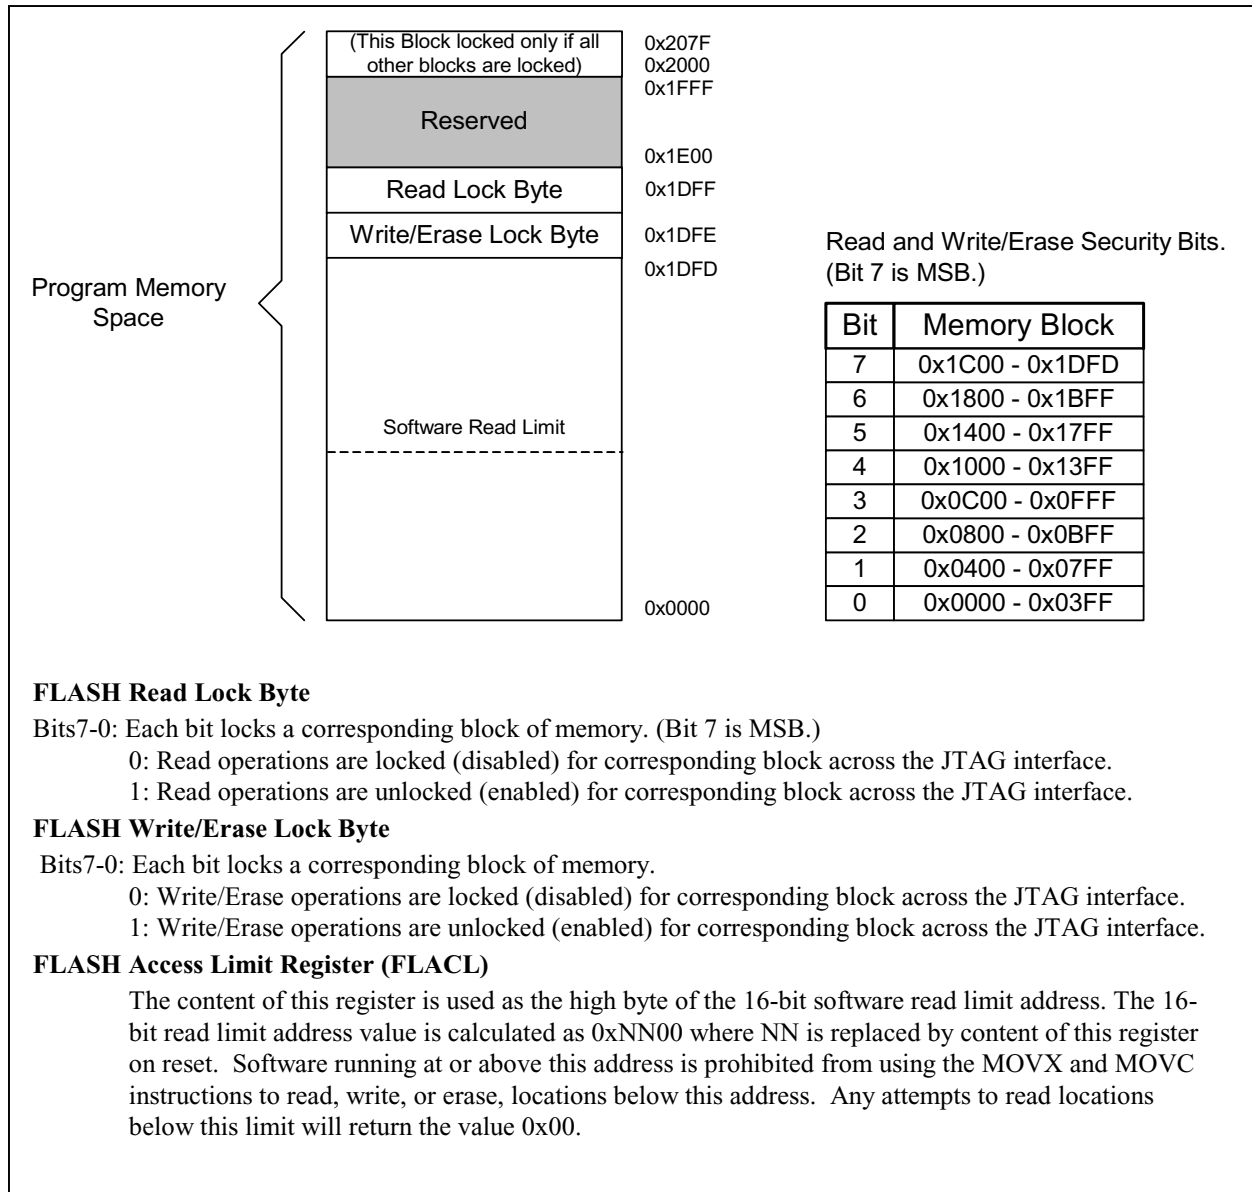 (This Block locked only if all
other blocks are locked)
0x207F
0x2000
0x1FFF
Reserved
0x1E00
Read Lock Byte
0x1DFF
Write/Erase Lock Byte
0x1DFE
0x1DFD
Program Memory
Space
Software Read Limit
0x0000
Read and Write/Erase Security Bits.
(Bit 7 is MSB.)
Bit Memory Block
7 0x1C00 - 0x1DFD
6 0x1800 - 0x1BFF
5 0x1400 - 0x17FF
4 0x1000 - 0x13FF
3 0x0C00 - 0x0FFF
2 0x0800 - 0x0BFF
1 0x0400 - 0x07FF
0 0x0000 - 0x03FF
FLASH Read Lock Byte
Bits7-0: Each bit locks a corresponding block of memory. (Bit 7 is MSB.)
0: Read operations are locked (disabled) for corresponding block across the JTAG interface.
1: Read operations are unlocked (enabled) for corresponding block across the JTAG interface.
FLASH Write/Erase Lock Byte
Bits7-0: Each bit locks a corresponding block of memory.
0: Write/Erase operations are locked (disabled) for corresponding block across the JTAG interface.
1: Write/Erase operations are unlocked (enabled) for corresponding block across the JTAG interface.
FLASH Access Limit Register (FLACL)
The content of this register is used as the high byte of the 16-bit software read limit address. The 16-
bit read limit address value is calculated as 0xNN00 where NN is replaced by content of this register
on reset. Software running at or above this address is prohibited from using the MOVX and MOVC
instructions to read, write, or erase, locations below this address. Any attempts to read locations
below this limit will return the value 0x00.